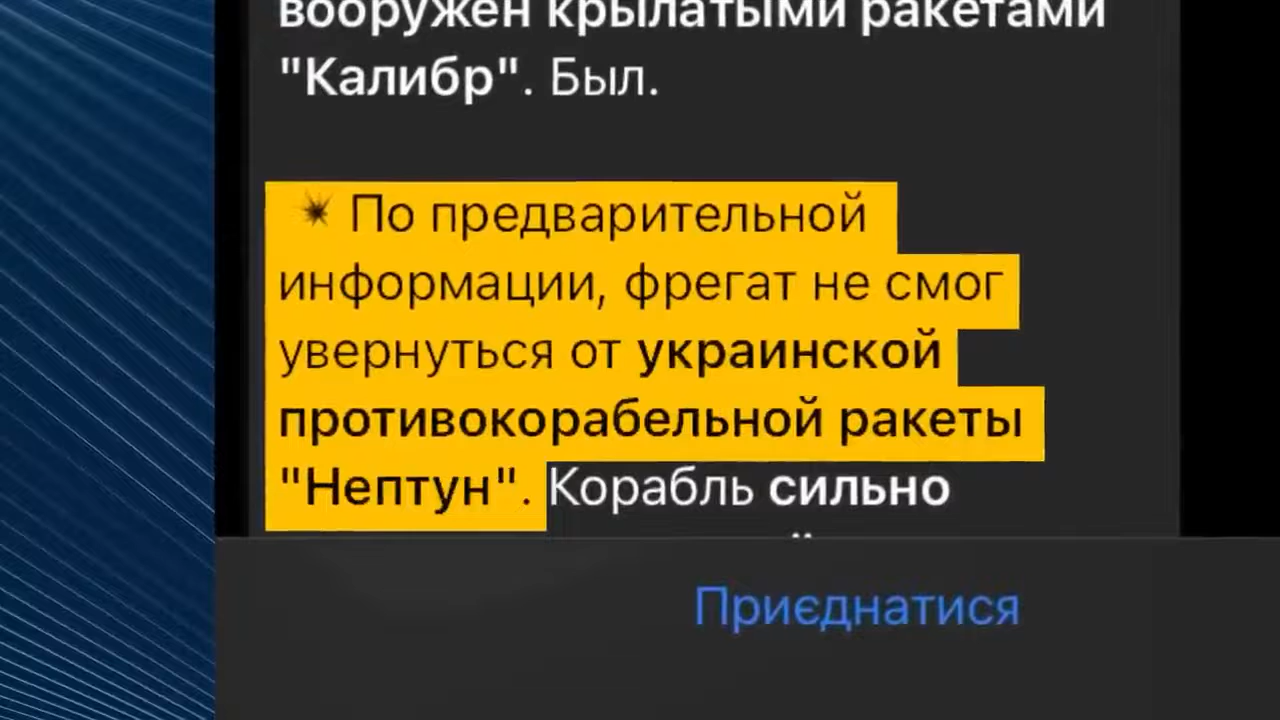 вооружен крылатыми ракетами
"Калибр". Был.
По предварительной
информации, фрегат не смог
увернуться от украинской
противокорабельной ракеты
"Нептун". Корабль сильно
Приєднатися